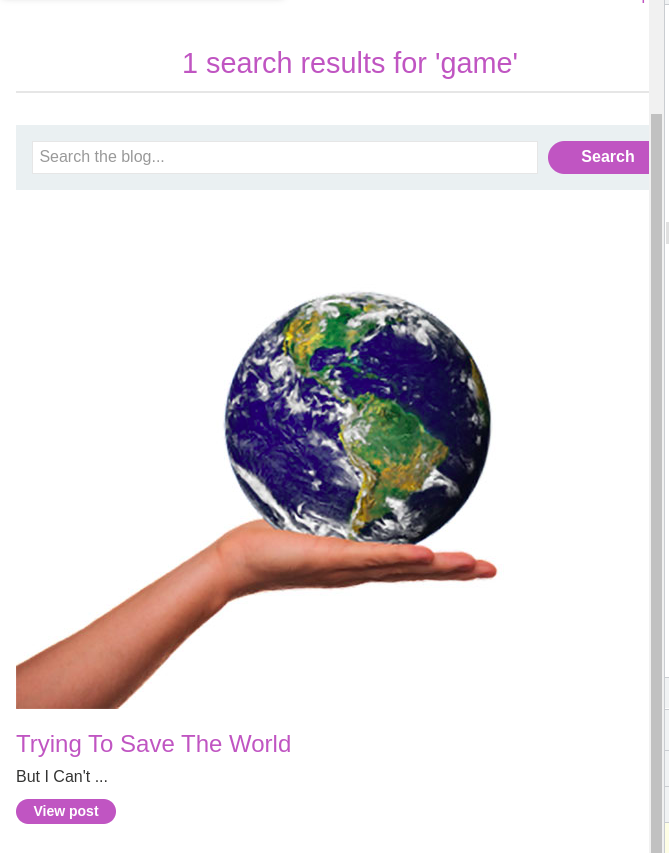 1 search results for 'game'
Search the blog...
Search
Trying To Save The World
But I Can't ...
View post